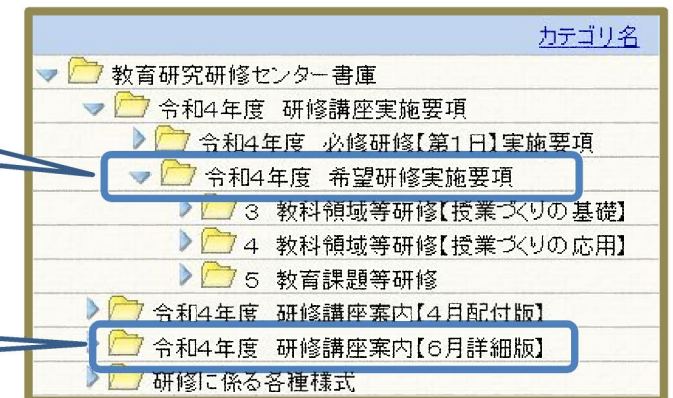 カテゴリ名
教育研究研修センター書庫
令和4年度 研修講座実施要項
令和4年度 必修研修【第1日】実施要項
令和4年度 希望研修実施要項
3 教科領域等研修【授業づくりの基礎】
4 教科領域等研修【授業づくりの応用】
5 教育課題等研修
令和4年度 研修講座案内【4月配付版】
令和4年度 研修講座案内【6月詳細版】
研修に係る各種様式